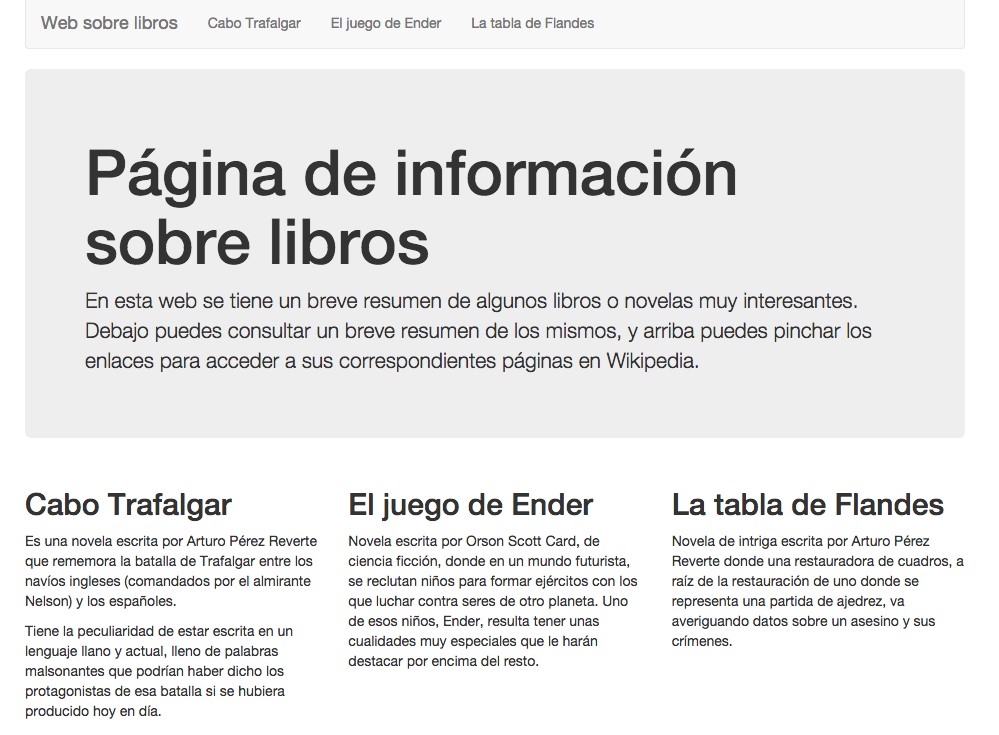 Web sobre libros Cabo Trafalgar El juego de Ender La tabla de Flandes
Página de información
sobre libros
En esta web se tiene un breve resumen de algunos libros o novelas muy interesantes.
Debajo puedes consultar un breve resumen de los mismos, y arriba puedes pinchar los
enlaces para acceder a sus correspondientes páginas en Wikipedia.
Cabo Trafalgar
Es una novela escrita por Arturo Pérez Reverte
que rememora la batalla de Trafalgar entre los
navíos ingleses (comandados por el almirante
Nelson) y los españoles.
Tiene la peculiaridad de estar escrita en un
lenguaje llano y actual, lleno de palabras
malsonantes que podrían haber dicho los
protagonistas de esa batalla si se hubiera
producido hoy en día.
El juego de Ender
Novela escrita por Orson Scott Card, de
ciencia ficción, donde en un mundo futurista,
se reclutan niños para formar ejércitos con los
que luchar contra seres de otro planeta. Uno
de esos niños, Ender, resulta tener unas
cualidades muy especiales que le harán
destacar por encima del resto.
La tabla de Flandes
Novela de intriga escrita por Arturo Pérez
Reverte donde una restauradora de cuadros, a
raíz de la restauración de uno donde se
representa una partida de ajedrez, va
averiguando datos sobre un asesino y sus
crímenes.